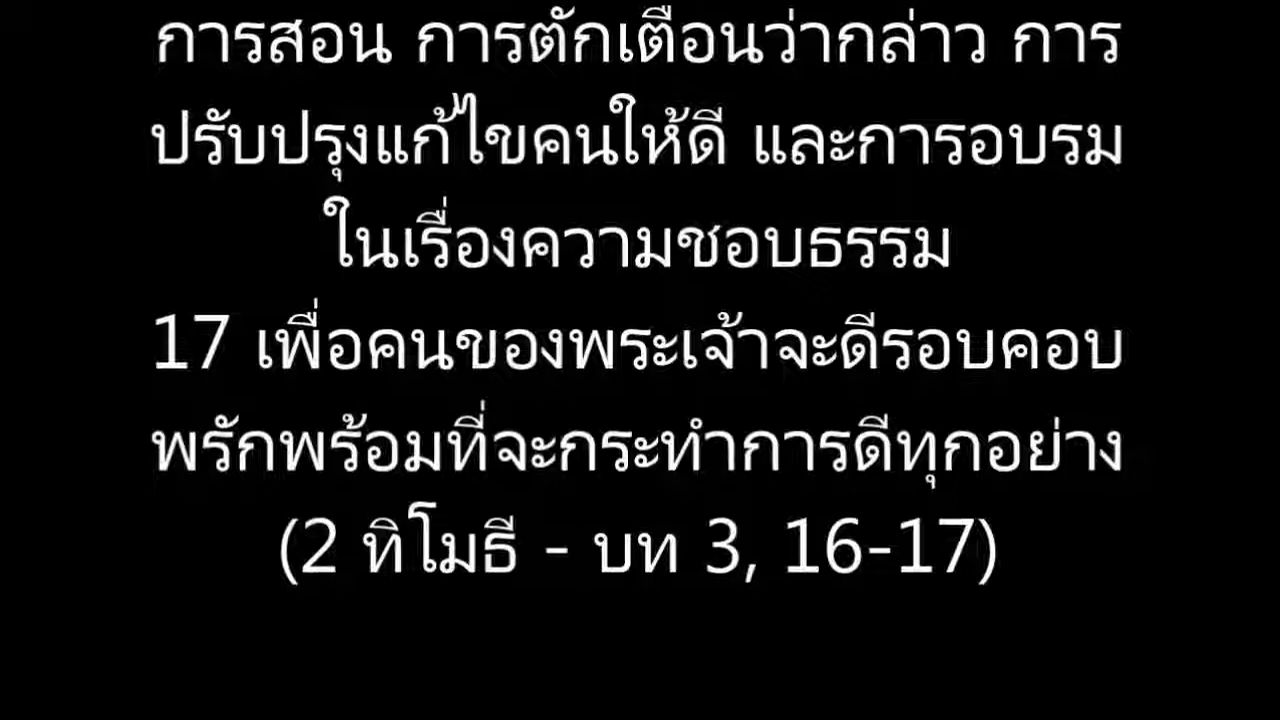 การสอน การตักเตือนว่ากล่าว การ
ปรับปรุงแก้ไขคนให้ดี และการอบรม
ในเรื่องความชอบธรรม
17 เพื่อคนของพระเจ้าจะดีรอบคอบ
พรักพร้อมที่จะกระทำการดีทุกอย่าง
(2 ทิโมธี - บท 3, 16-17)